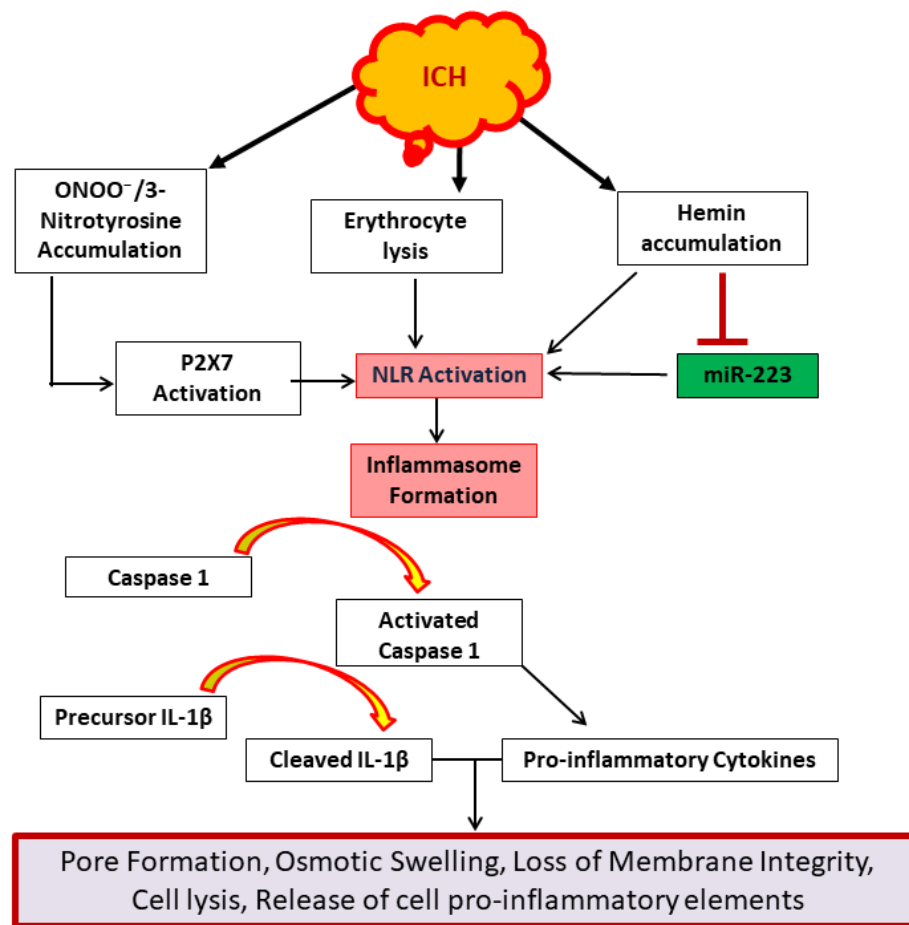 ICH
ONOO⁻/3-
Nitrotyrosine
Accumulation
Erythrocyte
lysis
Hemin
accumulation
P2X7
Activation
NLR Activation
miR-223
Inflammasome
Formation
Caspase 1
Activated
Caspase 1
Precursor IL-1β
Cleaved IL-1β
Pro-inflammatory Cytokines
Pore Formation, Osmotic Swelling, Loss of Membrane Integrity,
Cell lysis, Release of cell pro-inflammatory elements